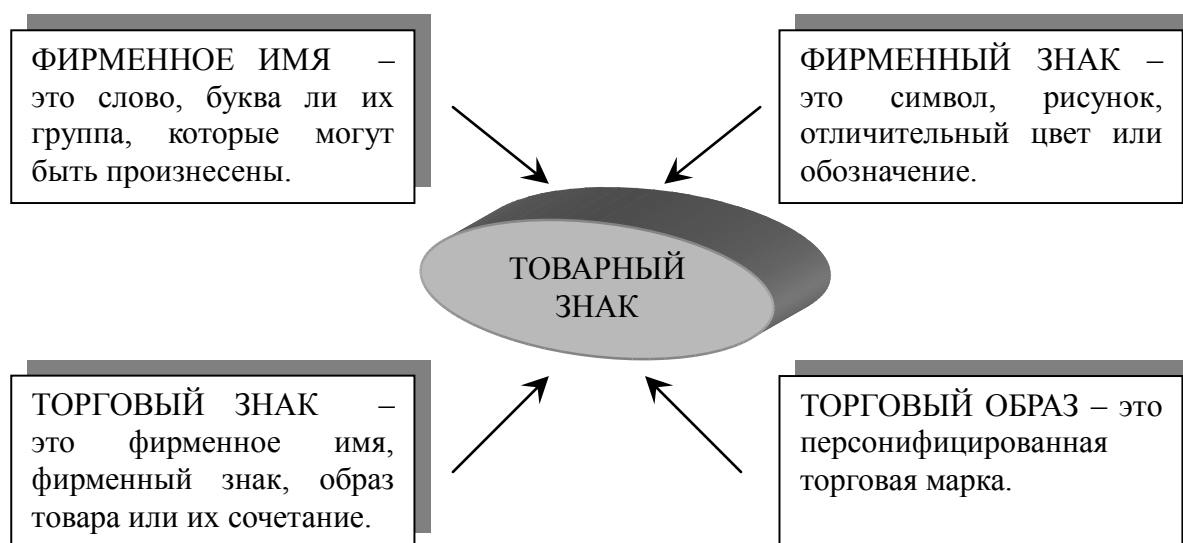 ФИРМЕННОЕ ИМЯ –
это слово, буква ли их
группа, которые могут
быть произнесены.
ФИРМЕННЫЙ ЗНАК –
это символ, рисунок,
отличительный цвет или
обозначение.
ТОВАРНЫЙ
ЗНАК
ТОРГОВЫЙ ЗНАК –
это фирменное имя,
фирменный знак, образ
товара или их сочетание.
ТОРГОВЫЙ ОБРАЗ – это
персонифицированная
торговая марка.